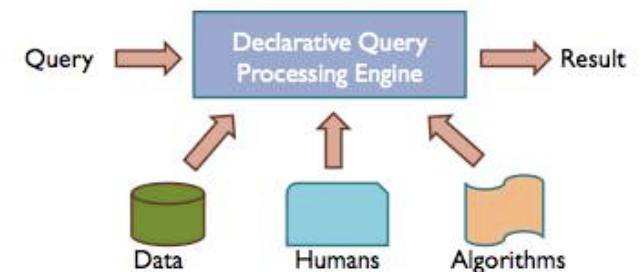 Declarative Query
Query
Processing Engine
Result
Data
Humans
Algorithms